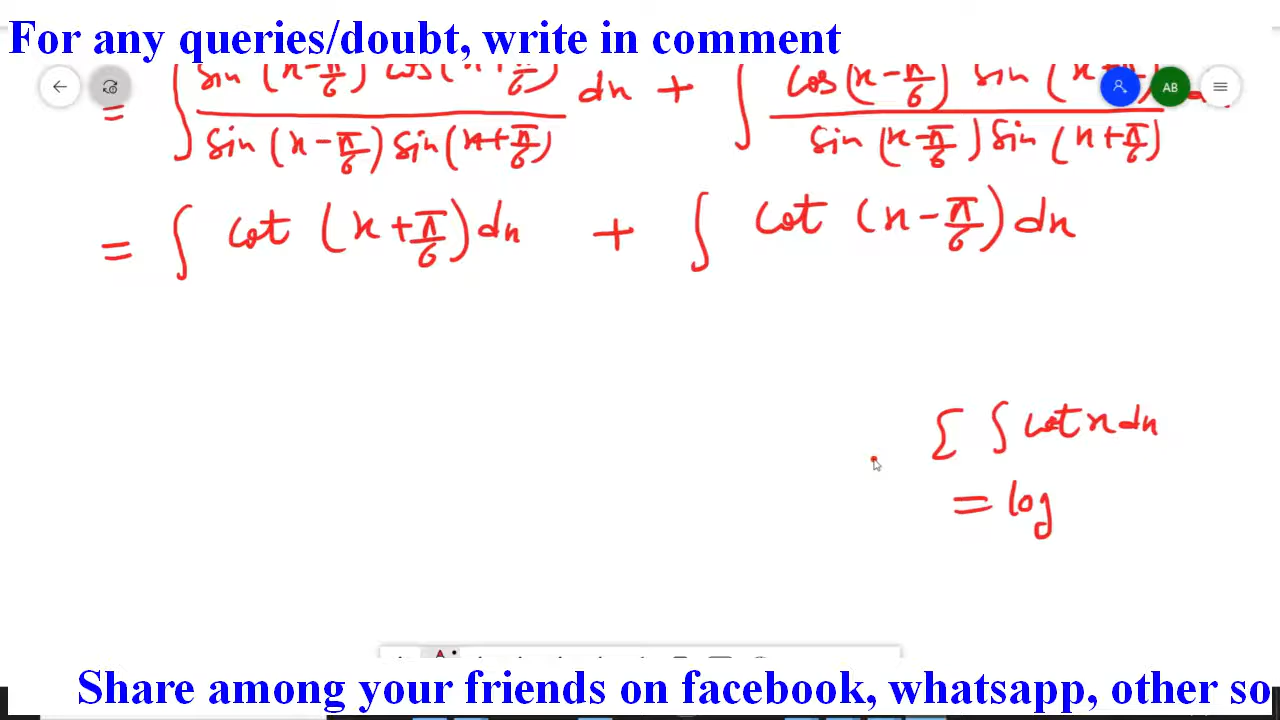 For any queries/doubt, write in comment
= ∫ sin (x-π/6) cos(x+π/6) / sin (x-π/6) sin (x+π/6) dx + ∫ cos (x-π/6) sin (x+π/6) / sin (x-π/6) sin (x+π/6)
AB
= ∫ cot (x+π/6) dx + ∫ cot (x-π/6) dx
{ ∫ cot x dx
= log
Share among your friends on facebook, whatsapp, other so